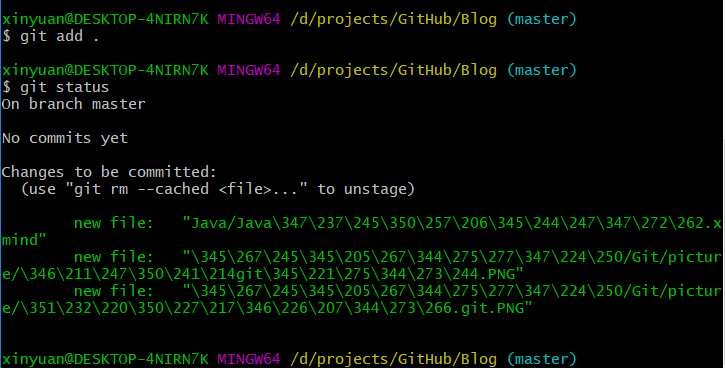 xinyuan@DESKTOP-4NIRN7K MINGW64 /d/projects/GitHub/Blog (master)
$ git add .
xinyuan@DESKTOP-4NIRN7K MINGW64 /d/projects/GitHub/Blog (master)
$ git status
On branch master
No commits yet
Changes to be committed:
(use "git rm --cached <file>..." to unstage)
new file: "Java/Java\347\237\245\350\257\206\345\244\247\347\272\262.x
mind"
new file: "\345\267\245\345\205\267\344\275\277\347\224\250/Git/pictur
e/\346\211\247\350\241\214git\345\221\275\344\273\244.PNG"
new file: "\345\267\245\345\205\267\344\275\277\347\224\250/Git/pictur
e/\351\232\220\350\227\217\346\226\207\344\273\266.git.PNG"
xinyuan@DESKTOP-4NIRN7K MINGW64 /d/projects/GitHub/Blog (master)